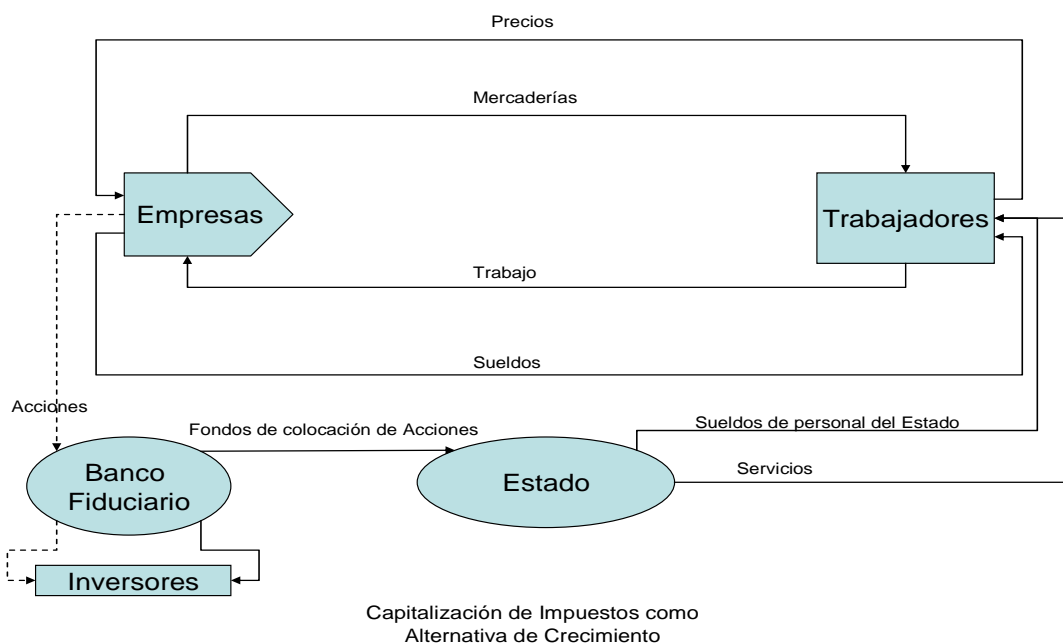 Precios
Mercaderías
Empresas
Trabajadores
Trabajo
Sueldos
Acciones
Fondos de colocación de Acciones
Sueldos de personal del Estado
Banco
Fiduciario
Estado
Servicios
Inversores
Capitalización de Impuestos como
Alternativa de Crecimiento